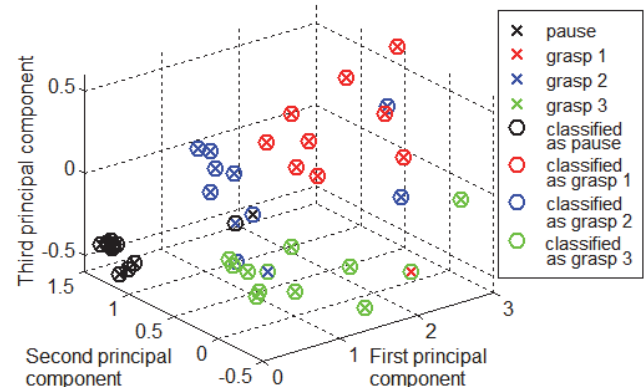 Third principal component
0.5
0
-0.5
1.5
1
0.5
0
-0.5
Second principal
component
0
1
2
3
First principal
component
pause
grasp 1
grasp 2
grasp 3
classified
as pause
classified
as grasp 1
classified
as grasp 2
classified
as grasp 3